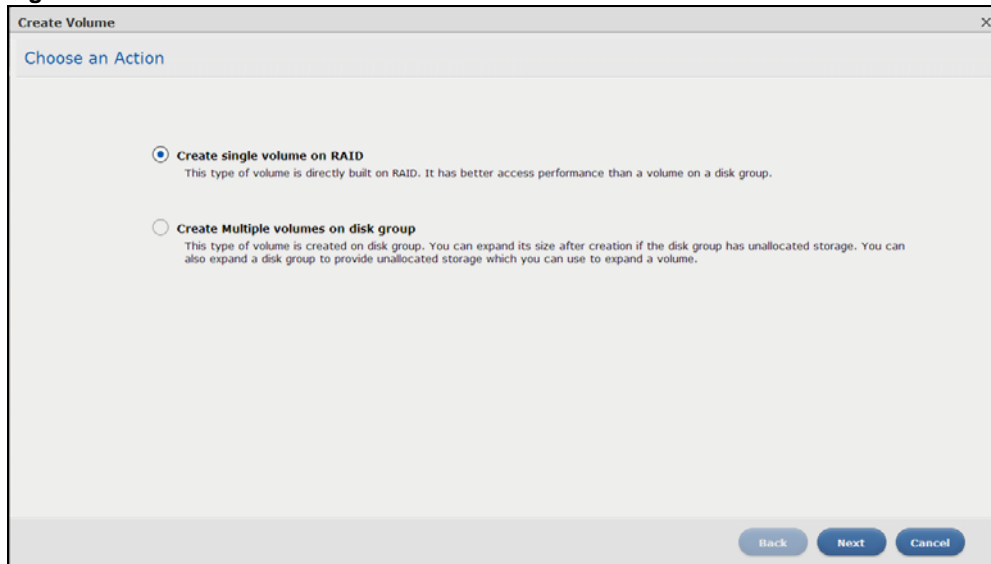 Create Volume
Choose an Action
Create single volume on RAID
This type of volume is directly built on RAID. It has better access performance than a volume on a disk group.
Create Multiple volumes on disk group
This type of volume is created on disk group. You can expand its size after creation if the disk group has unallocated storage. You can
also expand a disk group to provide unallocated storage which you can use to expand a volume.
Back Next Cancel